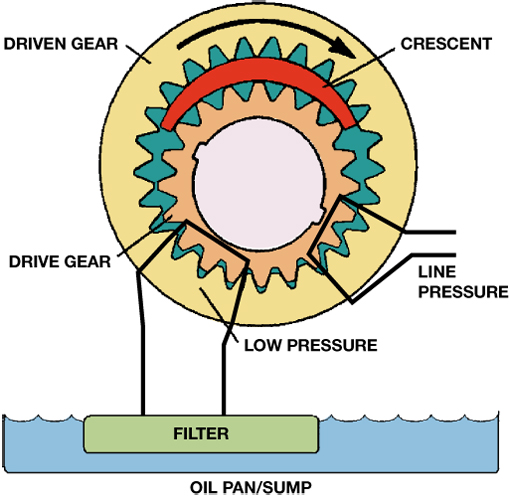 DRIVEN GEAR
CRESCENT
DRIVE GEAR
LINE
PRESSURE
LOW PRESSURE
FILTER
OIL PAN/SUMP